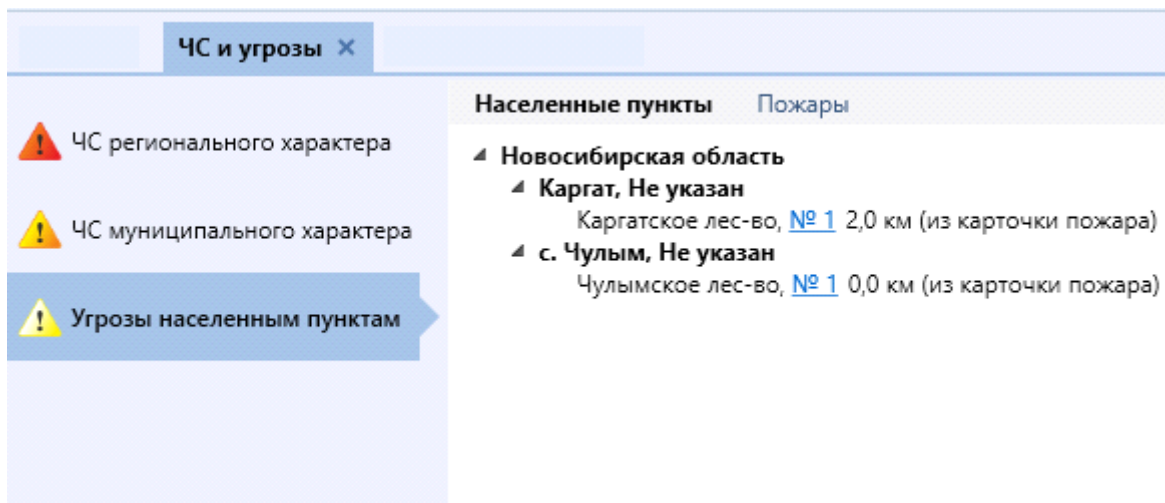 ЧС и угрозы
ЧС регионального характера
ЧС муниципального характера
Угрозы населенным пунктам
Населенные пункты Пожары
Новосибирская область
Каргат, Не указан
Каргатское лес-во, № 1 2,0 км (из карточки пожара)
с. Чулым, Не указан
Чулымское лес-во, № 1 0,0 км (из карточки пожара)